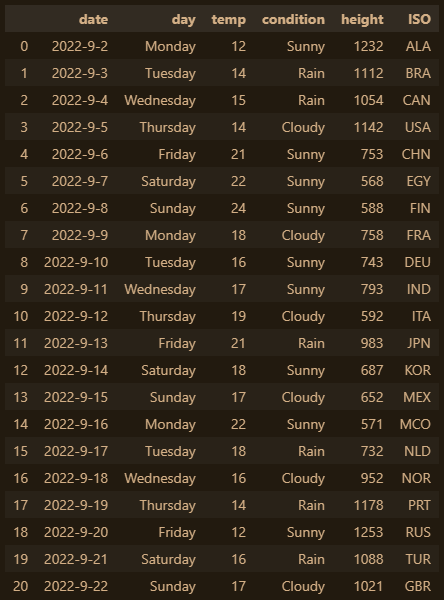 date day temp condition height ISO
0 2022-9-2 Monday 12 Sunny 1232 ALA
1 2022-9-3 Tuesday 14 Rain 1112 BRA
2 2022-9-4 Wednesday 15 Rain 1054 CAN
3 2022-9-5 Thursday 14 Cloudy 1142 USA
4 2022-9-6 Friday 21 Sunny 753 CHN
5 2022-9-7 Saturday 22 Sunny 568 EGY
6 2022-9-8 Sunday 24 Sunny 588 FIN
7 2022-9-9 Monday 18 Cloudy 758 FRA
8 2022-9-10 Tuesday 16 Sunny 743 DEU
9 2022-9-11 Wednesday 17 Sunny 793 IND
10 2022-9-12 Thursday 19 Cloudy 592 ITA
11 2022-9-13 Friday 21 Rain 983 JPN
12 2022-9-14 Saturday 18 Sunny 687 KOR
13 2022-9-15 Sunday 17 Cloudy 652 MEX
14 2022-9-16 Monday 22 Sunny 571 MCO
15 2022-9-17 Tuesday 18 Rain 732 NLD
16 2022-9-18 Wednesday 16 Cloudy 952 NOR
17 2022-9-19 Thursday 14 Rain 1178 PRT
18 2022-9-20 Friday 12 Sunny 1253 RUS
19 2022-9-21 Saturday 16 Rain 1088 TUR
20 2022-9-22 Sunday 17 Cloudy 1021 GBR